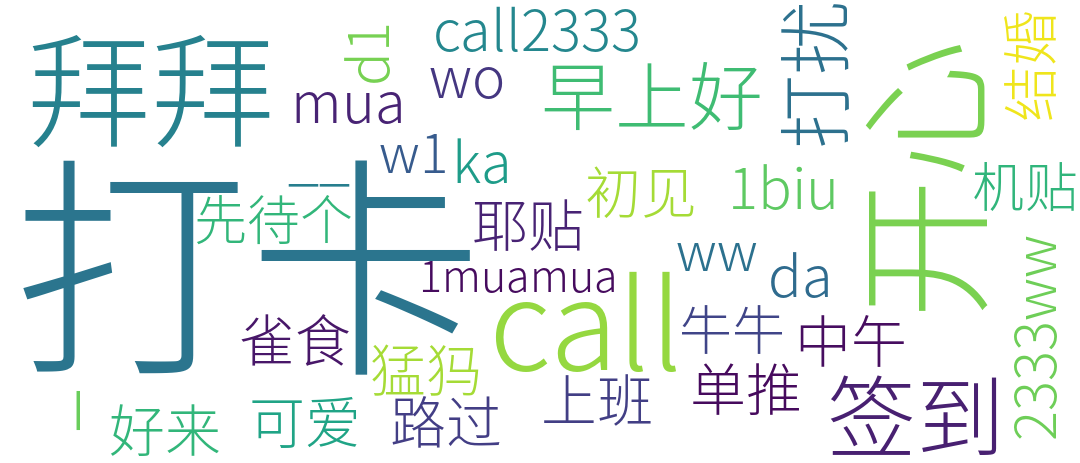 拜拜
d1
call2333
wo
mua
早上好
打扰
开心
结婚
w1
ka
打卡
先待个
一
耶贴
初见
1biu
机贴
1muamua
ww
da
call
2333www
雀食
猛犸
牛牛
中午
单推
l
好来
可爱
路过
上班
签到